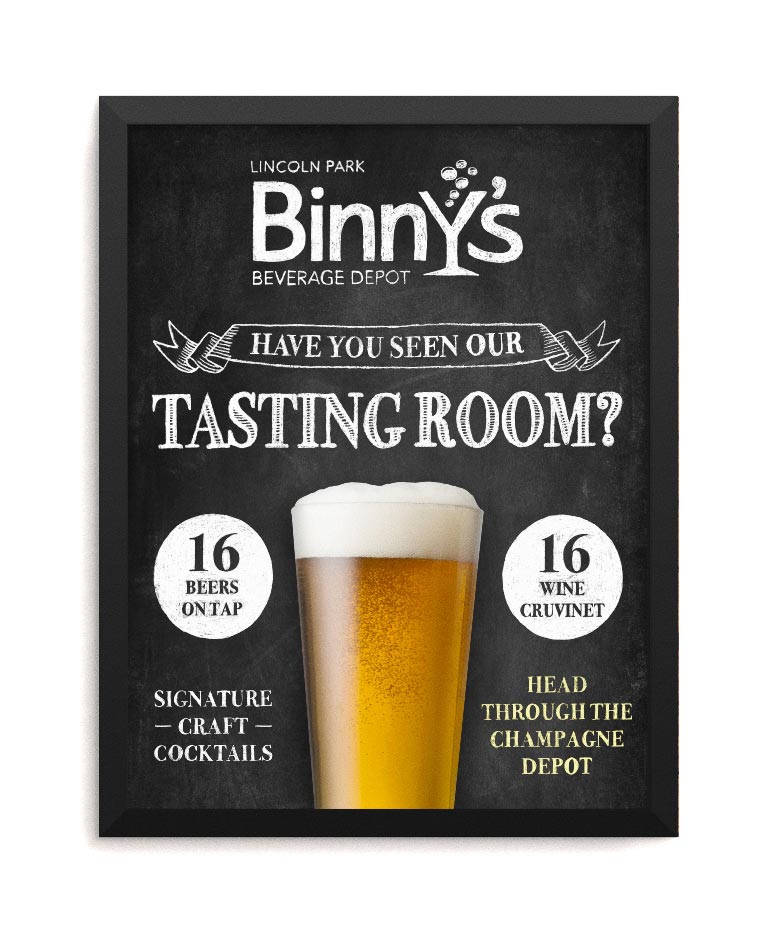 LINCOLN PARK
BinnY's
BEVERAGE DEPOT
HAVE YOU SEEN OUR
TASTING ROOM?
16
BEERS
ON TAP
16
WINE
CRUVINET
SIGNATURE
— CRAFT —
COCKTAILS
HEAD
THROUGH THE
CHAMPAGNE
DEPOT